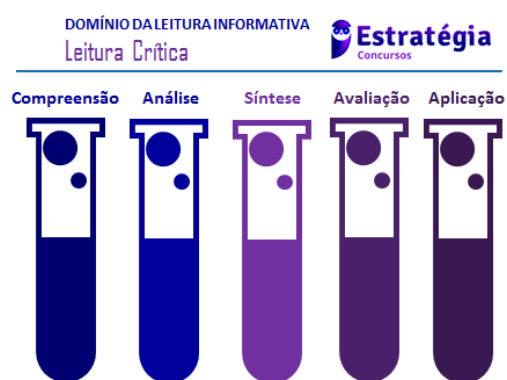 DOMÍNIO DA LEITURA INFORMATIVA
Leitura Crítica
Estratégia
Concursos
Compreensão Análise Síntese Avaliação Aplicação